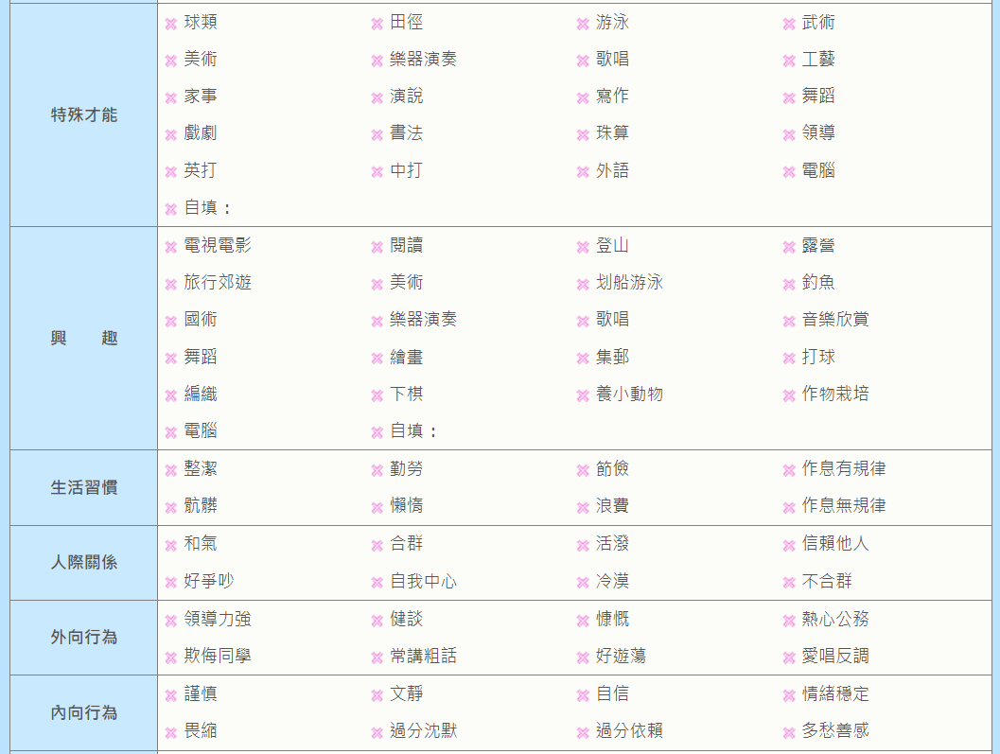 特殊才能
球類 田徑 游泳 武術
美術 樂器演奏 歌唱 工藝
家事 演說 寫作 舞蹈
戲劇 書法 珠算 領導
英打 中打 外語 電腦
自填：
興　　趣
電視電影 閱讀 登山 露營
旅行郊遊 美術 划船游泳 釣魚
國術 樂器演奏 歌唱 音樂欣賞
舞蹈 繪畫 集郵 打球
編織 下棋 養小動物 作物栽培
電腦 自填：
生活習慣
整潔 勤勞 節儉 作息有規律
骯髒 懶惰 浪費 作息無規律
人際關係
和氣 合群 活潑 信賴他人
好爭吵 自我中心 冷漠 不合群
外向行為
領導力強 健談 慷慨 熱心公務
欺侮同學 常講粗話 好遊蕩 愛唱反調
內向行為
謹慎 文靜 自信 情緒穩定
畏縮 過分沈默 過分依賴 多愁善感